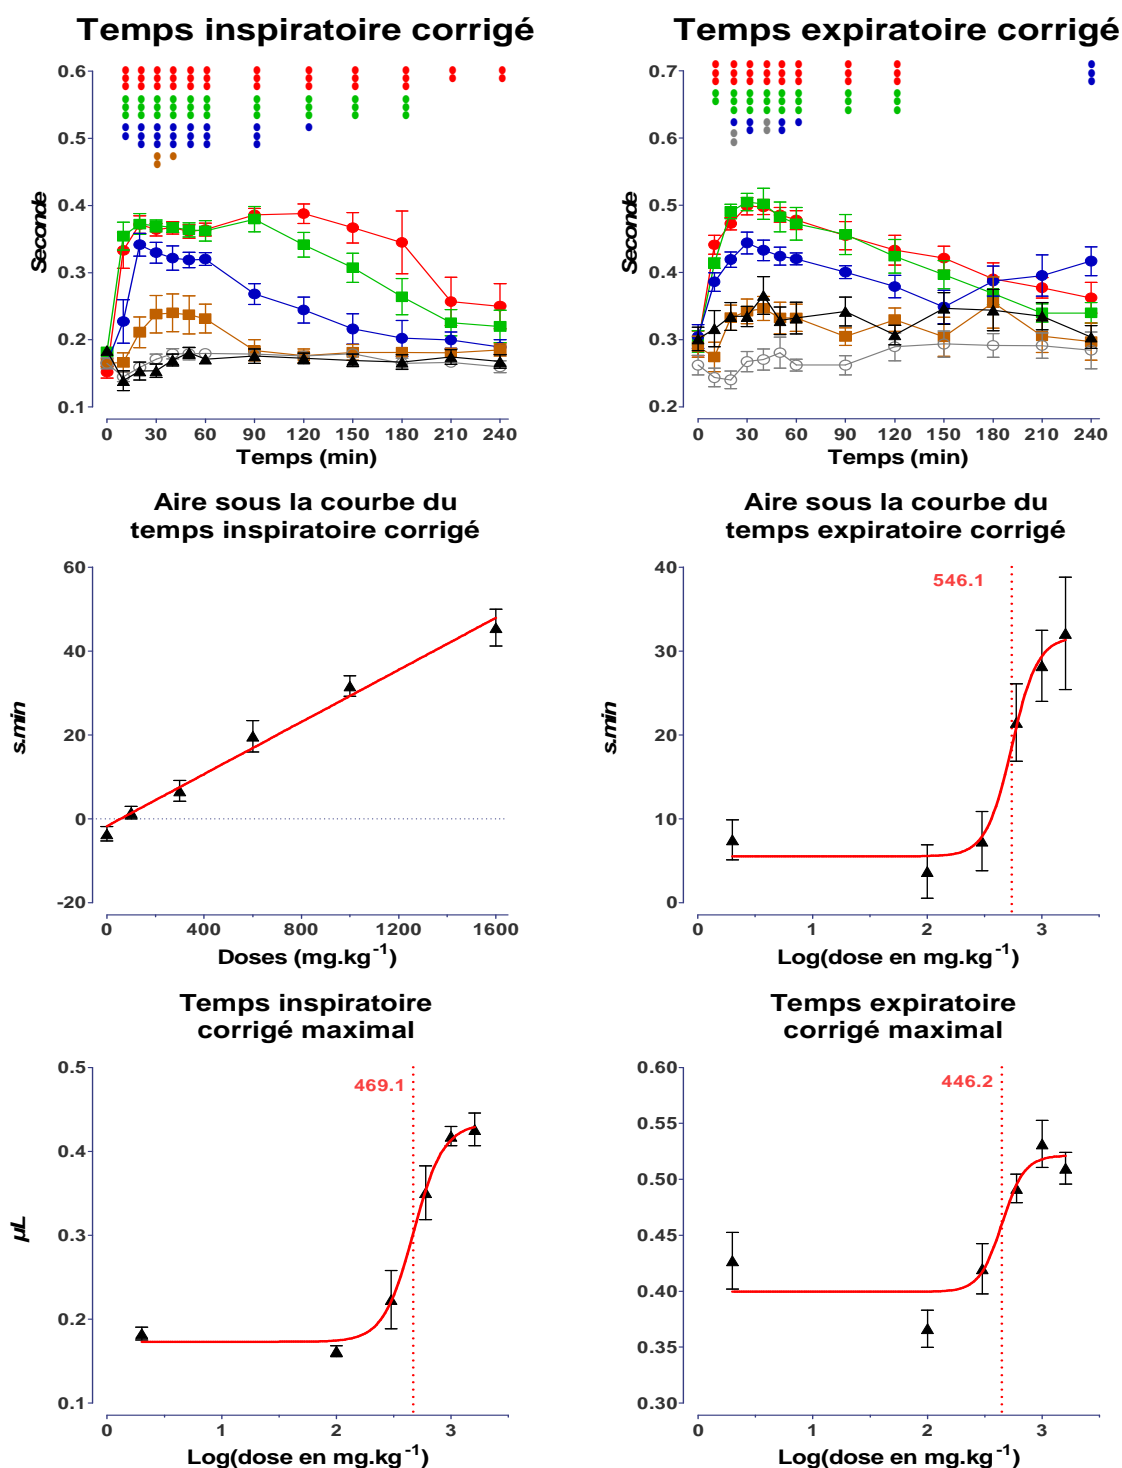 Temps inspiratoire corrigé
0.6
0.5
0.4
0.3
0.2
0.1
Seconde
0 30 60 90 120 150 180 210 240
Temps (min)
Temps expiratoire corrigé
0.7
0.6
0.5
0.4
0.3
0.2
Seconde
0 30 60 90 120 150 180 210 240
Temps (min)
Aire sous la courbe du
temps inspiratoire corrigé
60
40
20
0
-20
s.min
0 400 800 1200 1600
Doses (mg.kg⁻¹)
Aire sous la courbe du
temps expiratoire corrigé
546.1
40
30
20
10
0
s.min
0 1 2 3
Log(dose en mg.kg⁻¹)
Temps inspiratoire
corrigé maximal
469.1
0.5
0.4
0.3
0.2
0.1
µL
0 1 2 3
Log(dose en mg.kg⁻¹)
Temps expiratoire
corrigé maximal
446.2
0.60
0.55
0.50
0.45
0.40
0.35
0.30
0 1 2 3
Log(dose en mg.kg⁻¹)